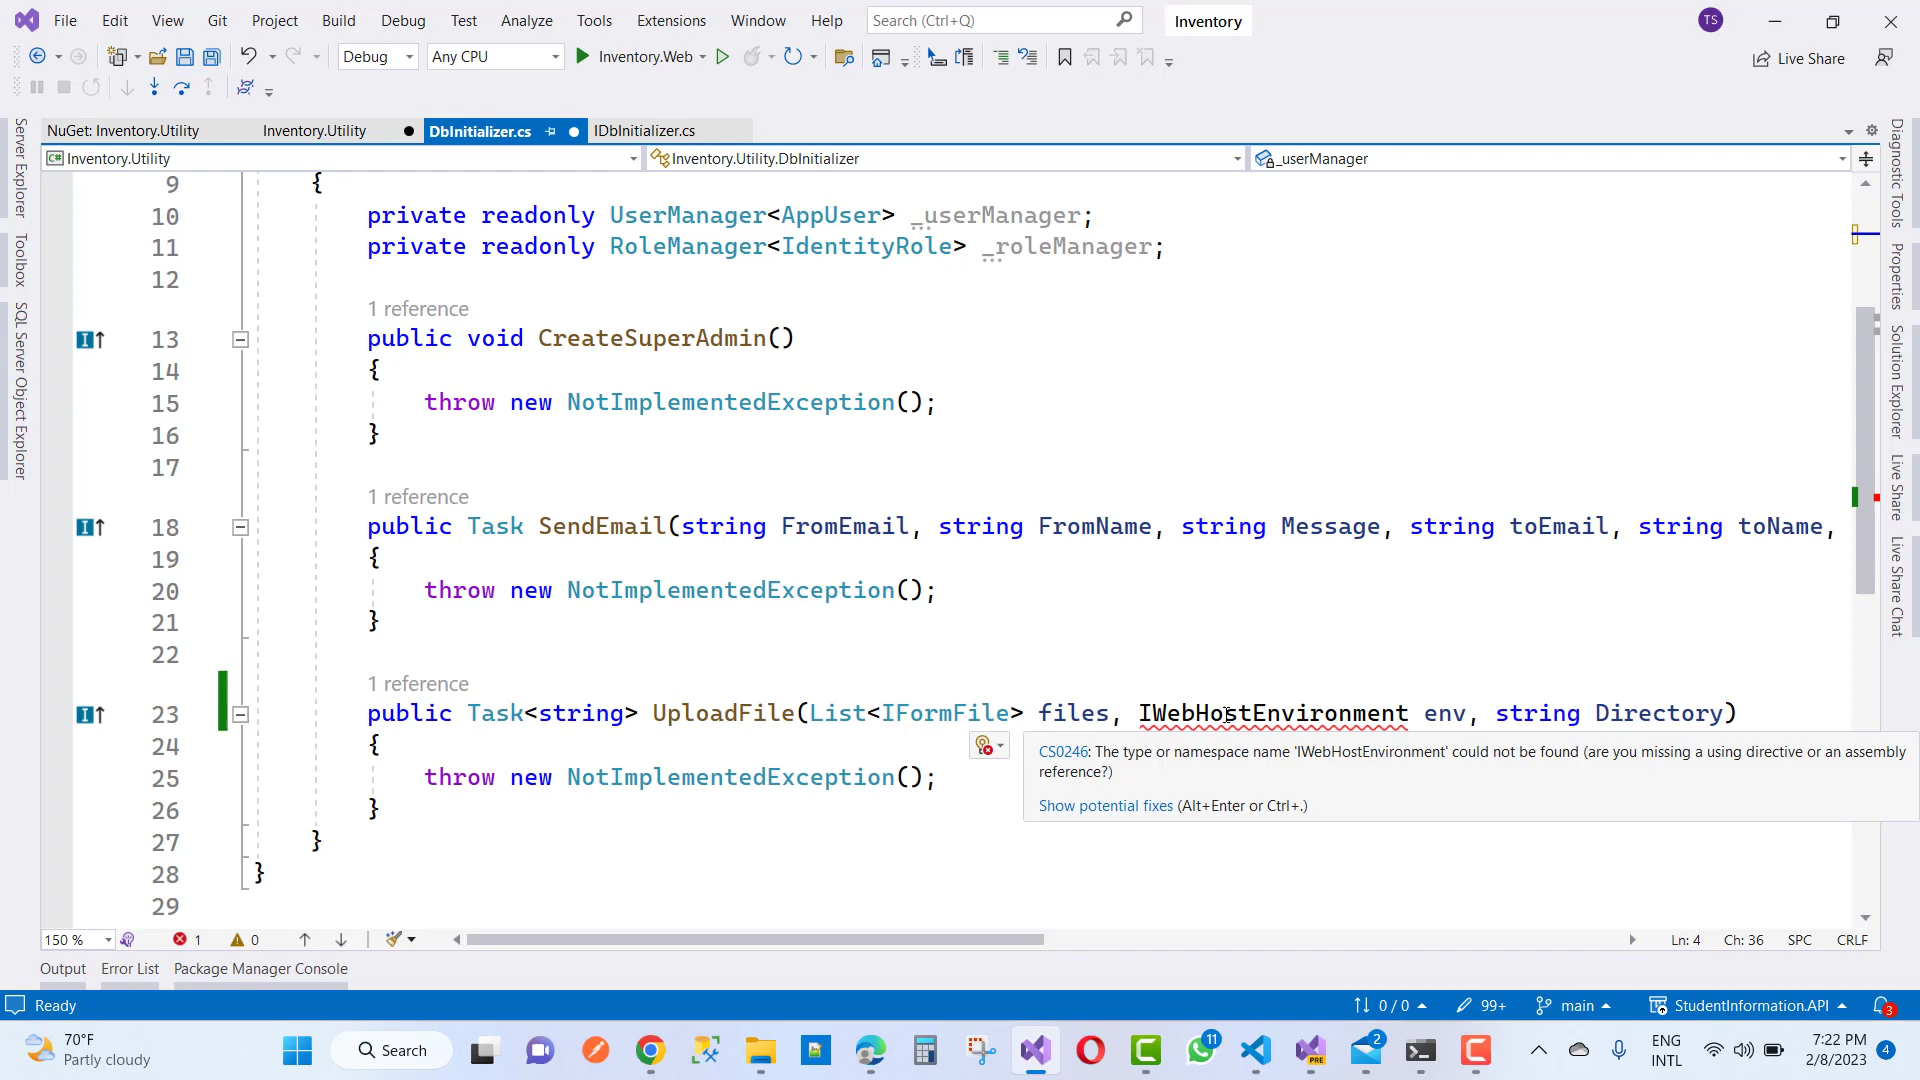 File Edit View Git Project Build Debug Test Analyze Tools Extensions Window Help Search (Ctrl+Q) Inventory TS
Debug Any CPU Inventory.Web Live Share
NuGet: Inventory.Utility Inventory.Utility DbInitializer.cs IDbInitializer.cs
C# Inventory.Utility Inventory.Utility.DbInitializer _userManager
Server Explorer
Toolbox
SQL Server Object Explorer
9 {
10 private readonly UserManager<AppUser> _userManager;
11 private readonly RoleManager<IdentityRole> _roleManager;
12
1 reference
13 public void CreateSuperAdmin()
14 {
15 throw new NotImplementedException();
16 }
17
1 reference
18 public Task SendEmail(string FromEmail, string FromName, string Message, string toEmail, string toName,
19 {
20 throw new NotImplementedException();
21 }
22
1 reference
23 public Task<string> UploadFile(List<IFormFile> files, IWebHostEnvironment env, string Directory)
24 {
25 throw new NotImplementedException();
26 }
27 }
28 }
29
CS0246: The type or namespace name 'IWebHostEnvironment' could not be found (are you missing a using directive or an assembly
reference?)
Show potential fixes (Alt+Enter or Ctrl+.)
Diagnostic Tools
Properties
Solution Explorer
Live Share
Live Share Chat
150 % 1 0 Ln: 4 Ch: 36 SPC CRLF
Output Error List Package Manager Console
Ready 0 / 0 99+ main StudentInformation.API 3
70°F
Partly cloudy
Search
11
PRE
2
ENG
INTL
7:22 PM
2/8/2023
4